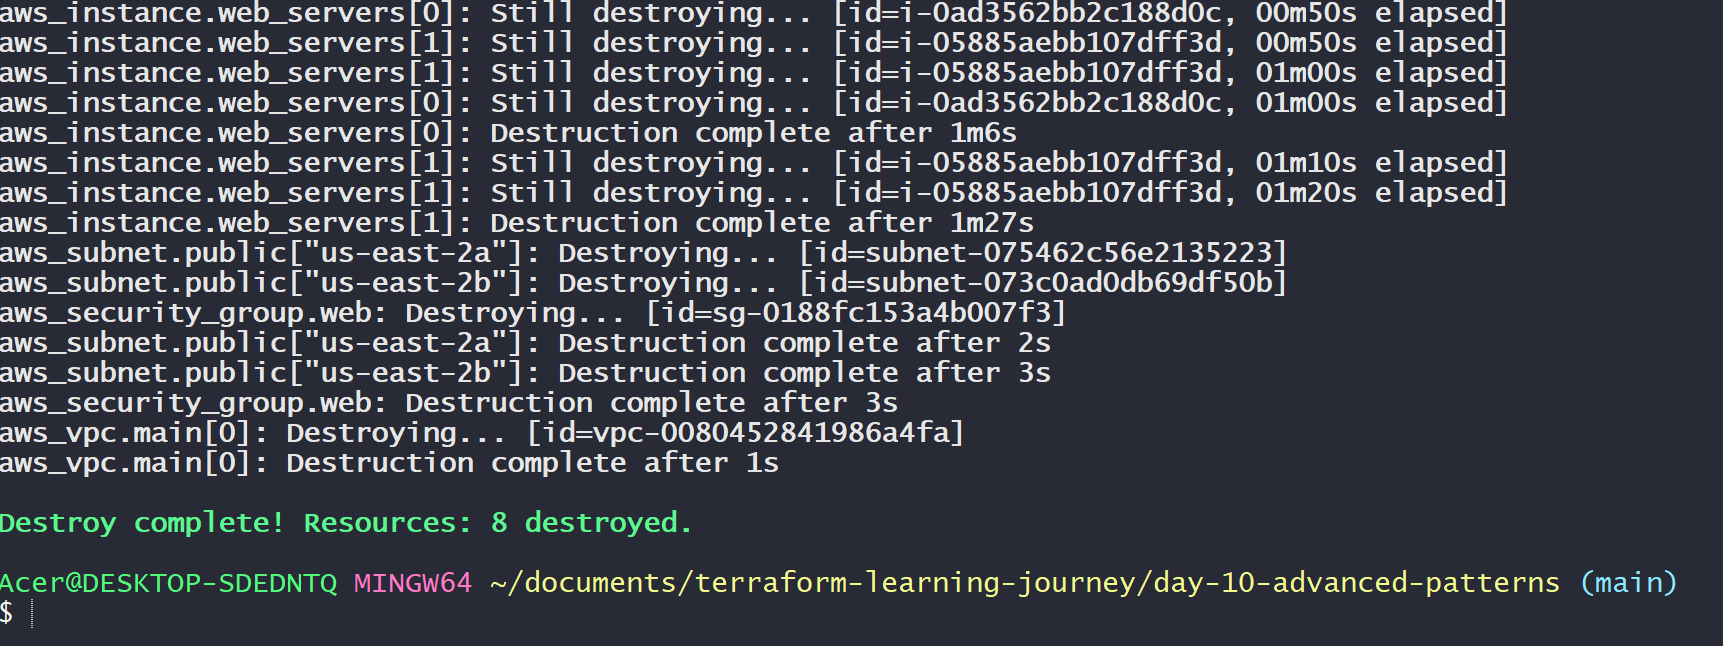 aws_instance.web_servers[0]: Still destroying... [id=i-0ad3562bb2c188d0c, 00m50s elapsed]
aws_instance.web_servers[1]: Still destroying... [id=i-05885aebb107dff3d, 00m50s elapsed]
aws_instance.web_servers[1]: Still destroying... [id=i-05885aebb107dff3d, 01m00s elapsed]
aws_instance.web_servers[0]: Still destroying... [id=i-0ad3562bb2c188d0c, 01m00s elapsed]
aws_instance.web_servers[0]: Destruction complete after 1m6s
aws_instance.web_servers[1]: Still destroying... [id=i-05885aebb107dff3d, 01m10s elapsed]
aws_instance.web_servers[1]: Still destroying... [id=i-05885aebb107dff3d, 01m20s elapsed]
aws_instance.web_servers[1]: Destruction complete after 1m27s
aws_subnet.public["us-east-2a"]: Destroying... [id=subnet-075462c56e2135223]
aws_subnet.public["us-east-2b"]: Destroying... [id=subnet-073c0ad0db69df50b]
aws_security_group.web: Destroying... [id=sg-0188fc153a4b007f3]
aws_subnet.public["us-east-2a"]: Destruction complete after 2s
aws_subnet.public["us-east-2b"]: Destruction complete after 3s
aws_security_group.web: Destruction complete after 3s
aws_vpc.main[0]: Destroying... [id=vpc-0080452841986a4fa]
aws_vpc.main[0]: Destruction complete after 1s
Destroy complete! Resources: 8 destroyed.
Acer@DESKTOP-SDEDNTQ MINGW64 ~/documents/terraform-learning-journey/day-10-advanced-patterns (main)
$